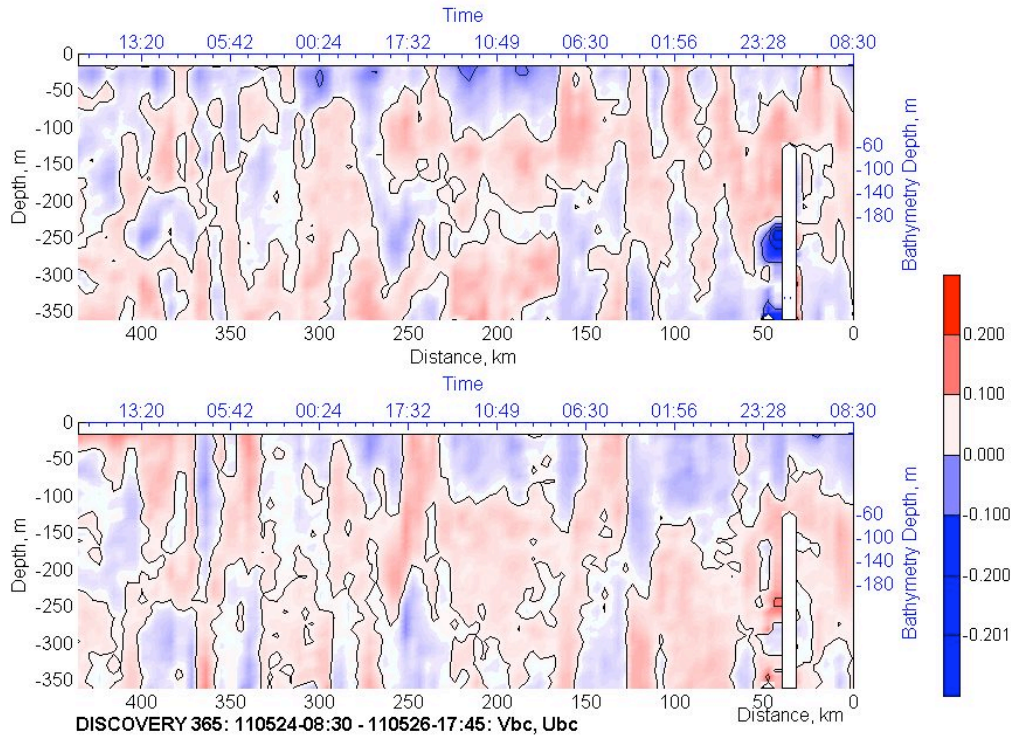 Time
13:20 05:42 00:24 17:32 10:49 06:30 01:56 23:28 08:30
0
-50
-100
-150
-200
-250
-300
-350
Depth, m
-60
-100
-140
-180
Bathymetry Depth, m
400 350 300 250 200 150 100 50 0
Distance, km
Time
13:20 05:42 00:24 17:32 10:49 06:30 01:56 23:28 08:30
0
-50
-100
-150
-200
-250
-300
-350
Depth, m
-60
-100
-140
-180
Bathymetry Depth, m
400 350 300 250 200 150 100 50 0
Distance, km
DISCOVERY 365: 110524-08:30 - 110526-17:45: Vbc, Ubc
0.200
0.100
0.000
-0.100
-0.200
-0.201